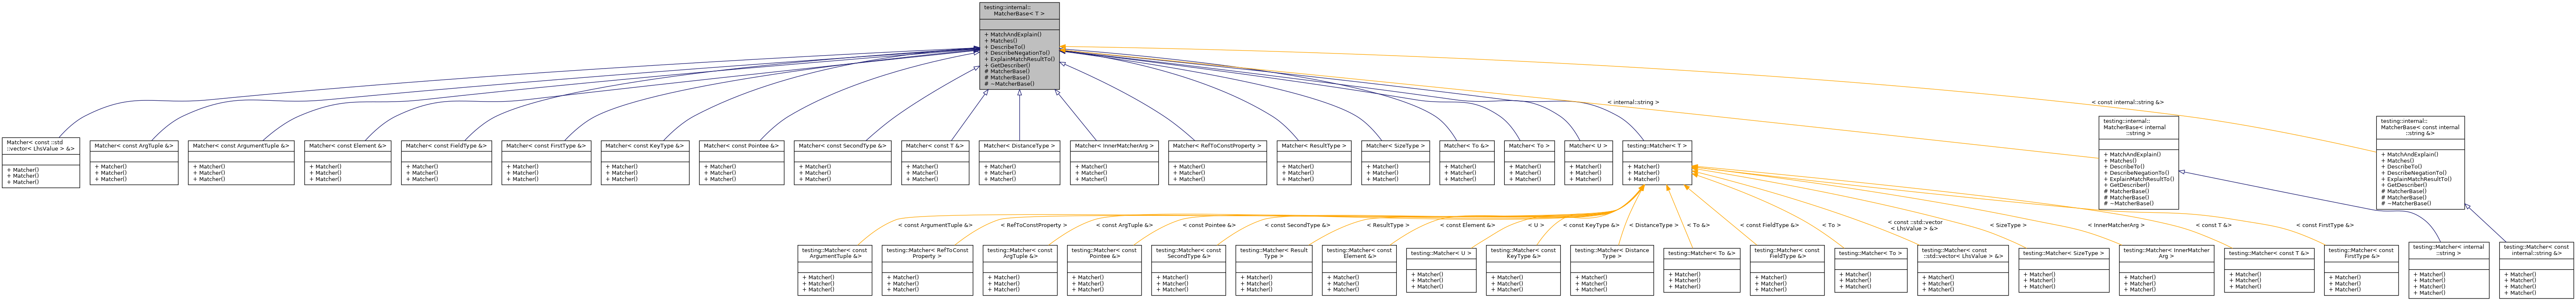 testing::internal::
MatcherBase< T >
+ MatchAndExplain()
+ Matches()
+ DescribeTo()
+ DescribeNegationTo()
+ ExplainMatchResultTo()
+ GetDescriber()
# MatcherBase()
# MatcherBase()
# ~MatcherBase()
< internal::string >
< const internal::string &>
Matcher< const ::std
::vector< LhsValue > &>
+ Matcher()
+ Matcher()
+ Matcher()
Matcher< const ArgTuple &>
+ Matcher()
+ Matcher()
+ Matcher()
Matcher< const ArgumentTuple &>
+ Matcher()
+ Matcher()
+ Matcher()
Matcher< const Element &>
+ Matcher()
+ Matcher()
+ Matcher()
Matcher< const FieldType &>
+ Matcher()
+ Matcher()
+ Matcher()
Matcher< const FirstType &>
+ Matcher()
+ Matcher()
+ Matcher()
Matcher< const KeyType &>
+ Matcher()
+ Matcher()
+ Matcher()
Matcher< const Pointee &>
+ Matcher()
+ Matcher()
+ Matcher()
Matcher< const SecondType &>
+ Matcher()
+ Matcher()
+ Matcher()
Matcher< const T &>
+ Matcher()
+ Matcher()
+ Matcher()
Matcher< DistanceType >
+ Matcher()
+ Matcher()
+ Matcher()
Matcher< InnerMatcherArg >
+ Matcher()
+ Matcher()
+ Matcher()
Matcher< RefToConstProperty >
+ Matcher()
+ Matcher()
+ Matcher()
Matcher< ResultType >
+ Matcher()
+ Matcher()
+ Matcher()
Matcher< SizeType >
+ Matcher()
+ Matcher()
+ Matcher()
Matcher< To &>
+ Matcher()
+ Matcher()
+ Matcher()
Matcher< To >
+ Matcher()
+ Matcher()
+ Matcher()
Matcher< U >
+ Matcher()
+ Matcher()
+ Matcher()
testing::Matcher< T >
+ Matcher()
+ Matcher()
+ Matcher()
testing::internal::
MatcherBase< internal
::string >
+ MatchAndExplain()
+ Matches()
+ DescribeTo()
+ DescribeNegationTo()
+ ExplainMatchResultTo()
+ GetDescriber()
# MatcherBase()
# MatcherBase()
# ~MatcherBase()
testing::internal::
MatcherBase< const internal
::string &>
+ MatchAndExplain()
+ Matches()
+ DescribeTo()
+ DescribeNegationTo()
+ ExplainMatchResultTo()
+ GetDescriber()
# MatcherBase()
# MatcherBase()
# ~MatcherBase()
< const ArgumentTuple &>
< RefToConstProperty >
< const ArgTuple &>
< const Pointee &>
< const SecondType &>
< ResultType >
< const Element &>
< U >
< const KeyType &>
< DistanceType >
< To &>
< const FieldType &>
< To >
< const ::std::vector
< LhsValue > &>
< SizeType >
< InnerMatcherArg >
< const T &>
< const FirstType &>
testing::Matcher< const
ArgumentTuple &>
+ Matcher()
+ Matcher()
+ Matcher()
testing::Matcher< RefToConst
Property >
+ Matcher()
+ Matcher()
+ Matcher()
testing::Matcher< const
ArgTuple &>
+ Matcher()
+ Matcher()
+ Matcher()
testing::Matcher< const
Pointee &>
+ Matcher()
+ Matcher()
+ Matcher()
testing::Matcher< const
SecondType &>
+ Matcher()
+ Matcher()
+ Matcher()
testing::Matcher< Result
Type >
+ Matcher()
+ Matcher()
+ Matcher()
testing::Matcher< const
Element &>
+ Matcher()
+ Matcher()
+ Matcher()
testing::Matcher< U >
+ Matcher()
+ Matcher()
+ Matcher()
testing::Matcher< const
KeyType &>
+ Matcher()
+ Matcher()
+ Matcher()
testing::Matcher< Distance
Type >
+ Matcher()
+ Matcher()
+ Matcher()
testing::Matcher< To &>
+ Matcher()
+ Matcher()
+ Matcher()
testing::Matcher< const
FieldType &>
+ Matcher()
+ Matcher()
+ Matcher()
testing::Matcher< To >
+ Matcher()
+ Matcher()
+ Matcher()
testing::Matcher< const
::std::vector< LhsValue > &>
+ Matcher()
+ Matcher()
+ Matcher()
testing::Matcher< SizeType >
+ Matcher()
+ Matcher()
+ Matcher()
testing::Matcher< InnerMatcher
Arg >
+ Matcher()
+ Matcher()
+ Matcher()
testing::Matcher< const T &>
+ Matcher()
+ Matcher()
+ Matcher()
testing::Matcher< const
FirstType &>
+ Matcher()
+ Matcher()
+ Matcher()
testing::Matcher< internal
::string >
+ Matcher()
+ Matcher()
+ Matcher()
+ Matcher()
testing::Matcher< const
internal::string &>
+ Matcher()
+ Matcher()
+ Matcher()
+ Matcher()